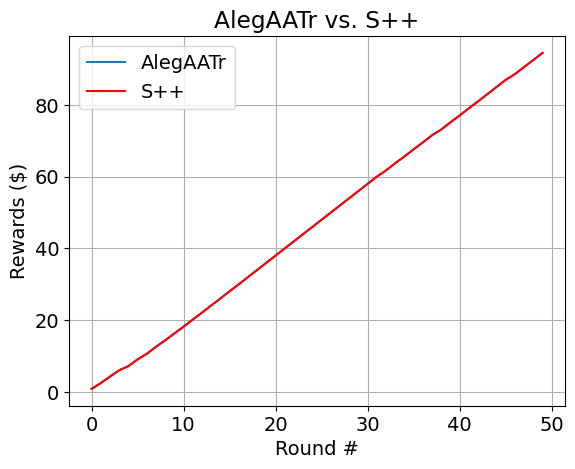 AlegAATr vs. S++
AlegAATr
S++
80
60
40
20
0
Rewards ($)
0 10 20 30 40 50
Round #